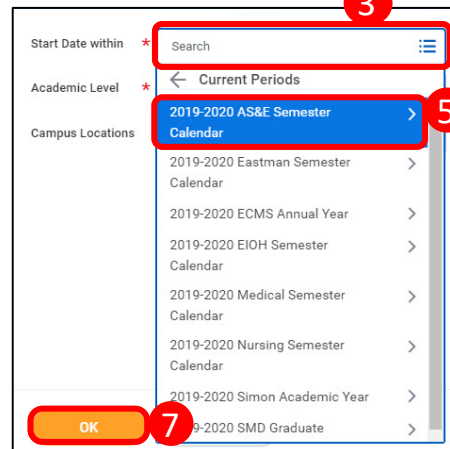 3
Start Date within *
Search
Academic Level *
Current Periods
Campus Locations
2019-2020 AS&E Semester
Calendar
5
2019-2020 Eastman Semester
Calendar
2019-2020 ECMS Annual Year
2019-2020 EIOH Semester
Calendar
2019-2020 Medical Semester
Calendar
2019-2020 Nursing Semester
Calendar
2019-2020 Simon Academic Year
OK
7
9-2020 SMD Graduate